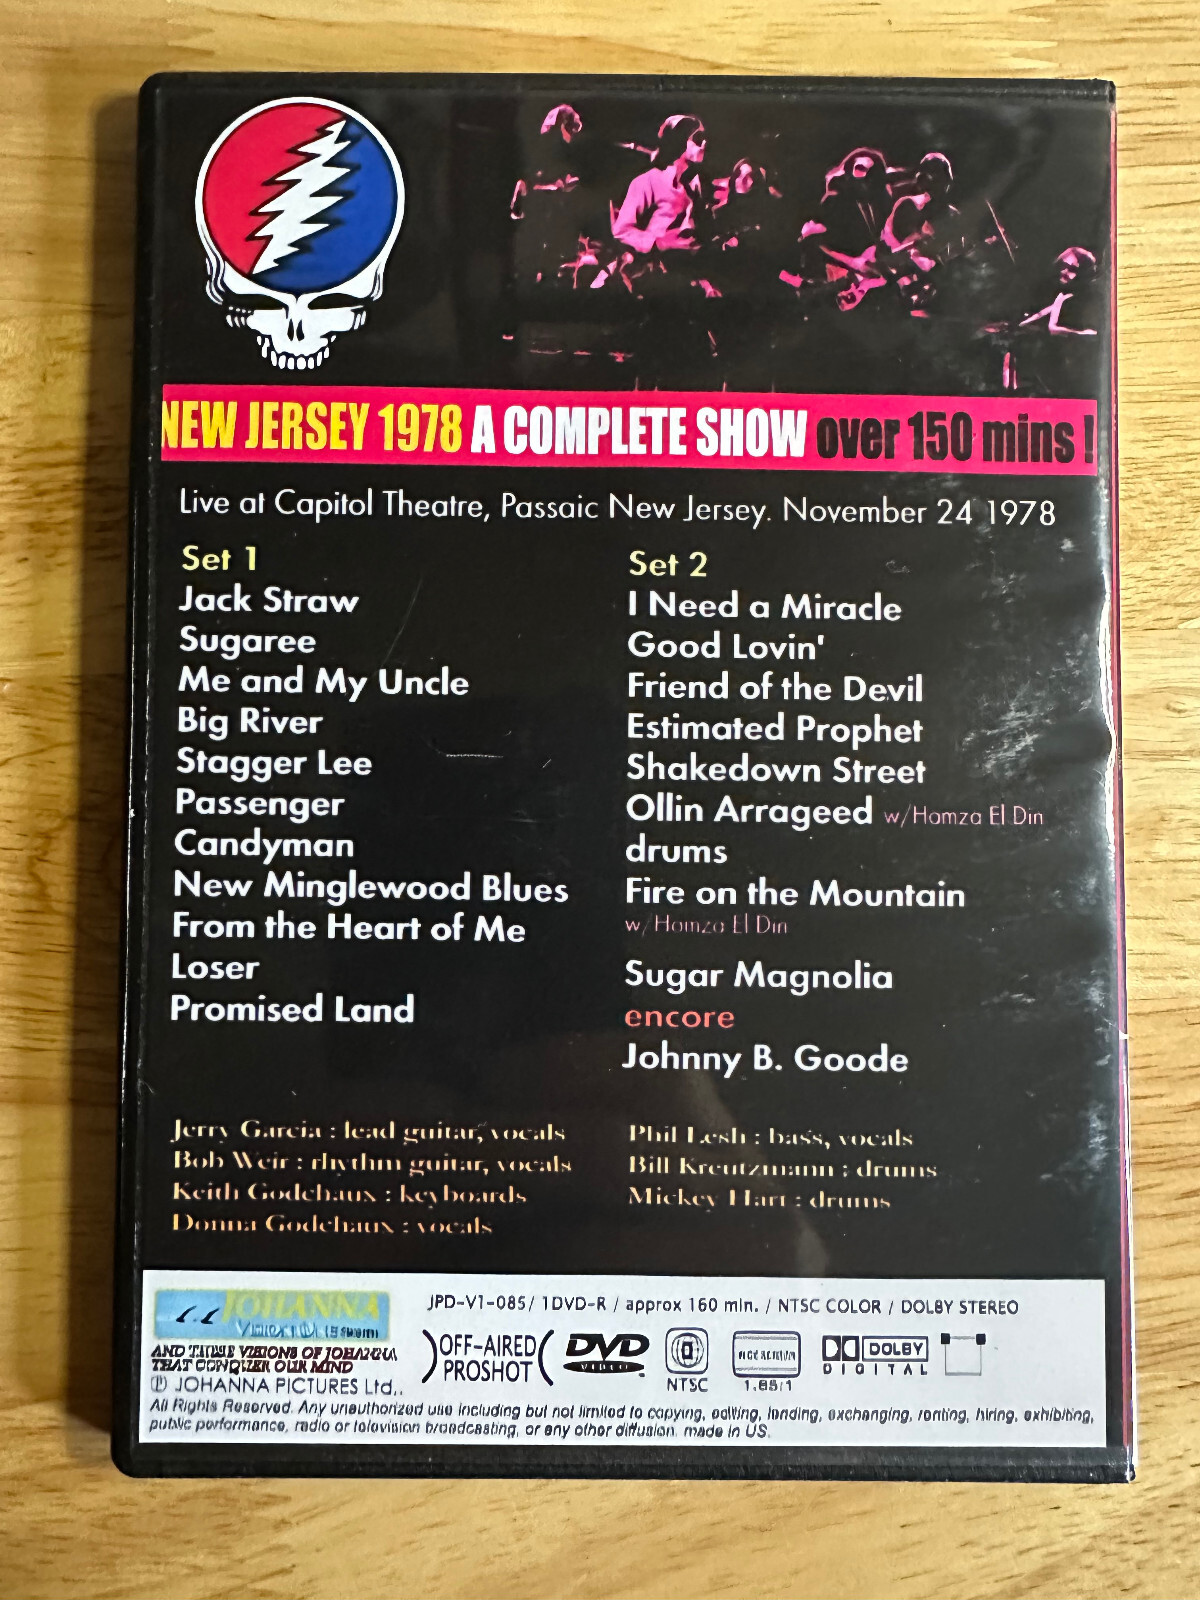 NEW JERSEY 1978 A COMPLETE SHOW over 150 mins !
Live at Capitol Theatre, Passaic New Jersey. November 24 1978
Set 1
Jack Straw
Sugaree
Me and My Uncle
Big River
Stagger Lee
Passenger
Candyman
New Minglewood Blues
From the Heart of Me
Loser
Promised Land
Set 2
I Need a Miracle
Good Lovin'
Friend of the Devil
Estimated Prophet
Shakedown Street
Ollin Arrageed w/Hamza El Din
drums
Fire on the Mountain
w/Hamza El Din
Sugar Magnolia
encore
Johnny B. Goode
Jerry Garcia : lead guitar, vocals
Bob Weir : rhythm guitar, vocals
Keith Godchaux : keyboards
Donna Godchaux : vocals
Phil Lesh : bass, vocals
Bill Kreutzmann : drums
Mickey Hart : drums
JOHANNA
AND THESE VISIONS OF JOHANNA
THAT CONQUER OUR MIND
℗ JOHANNA PICTURES Ltd,.
JPD-V1-085/ 1DVD-R / approx 160 min. / NTSC COLOR / DOLBY STEREO
OFF-AIRED
PROSHOT
DVD
VIDEO
NTSC
1.85:1
DOLBY
DIGITAL
All Rights Reserved. Any unauthorized use including but not limited to copying, editing, lending, exchanging, renting, hiring, exhibiting,
public performance, radio or television broadcasting, or any other diffusion. made in US.